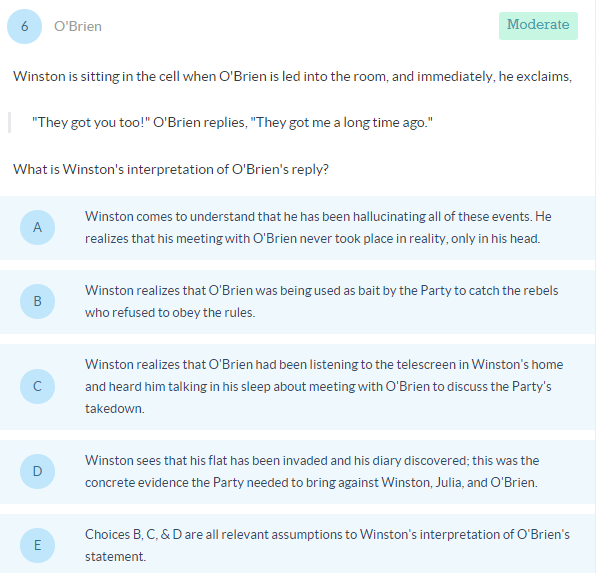 6 O'Brien Moderate
Winston is sitting in the cell when O'Brien is led into the room, and immediately, he exclaims,
"They got you too!" O'Brien replies, "They got me a long time ago."
What is Winston's interpretation of O'Brien's reply?
A Winston comes to understand that he has been hallucinating all of these events. He
realizes that his meeting with O'Brien never took place in reality, only in his head.
B Winston realizes that O'Brien was being used as bait by the Party to catch the rebels
who refused to obey the rules.
C Winston realizes that O'Brien had been listening to the telescreen in Winston's home
and heard him talking in his sleep about meeting with O'Brien to discuss the Party's
takedown.
D Winston sees that his flat has been invaded and his diary discovered; this was the
concrete evidence the Party needed to bring against Winston, Julia, and O'Brien.
E Choices B, C, & D are all relevant assumptions to Winston's interpretation of O'Brien's
statement.